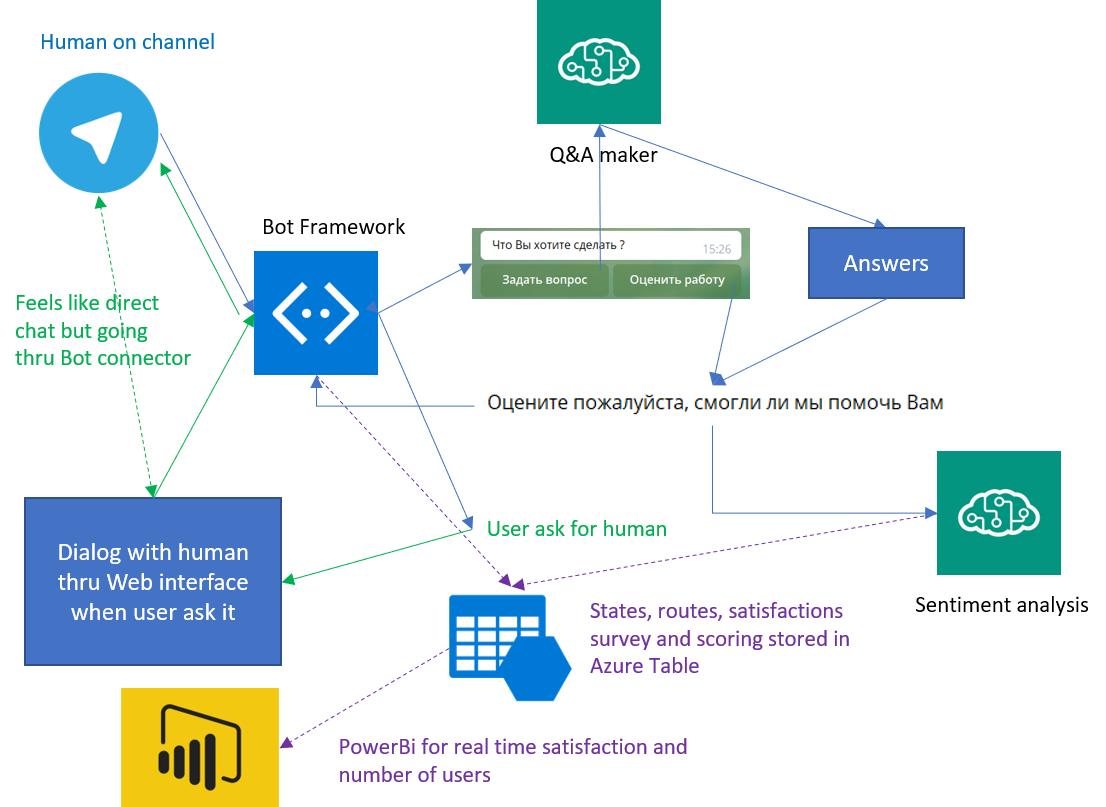 Human on channel
Q&A maker
Bot Framework
Что Вы хотите сделать ?
15:26
Задать вопрос
Оценить работу
Answers
Feels like direct
chat but going
thru Bot connector
Оцените пожалуйста, смогли ли мы помочь Вам
User ask for human
Dialog with human
thru Web interface
when user ask it
Sentiment analysis
States, routes, satisfactions
survey and scoring stored in
Azure Table
PowerBi for real time satisfaction and
number of users